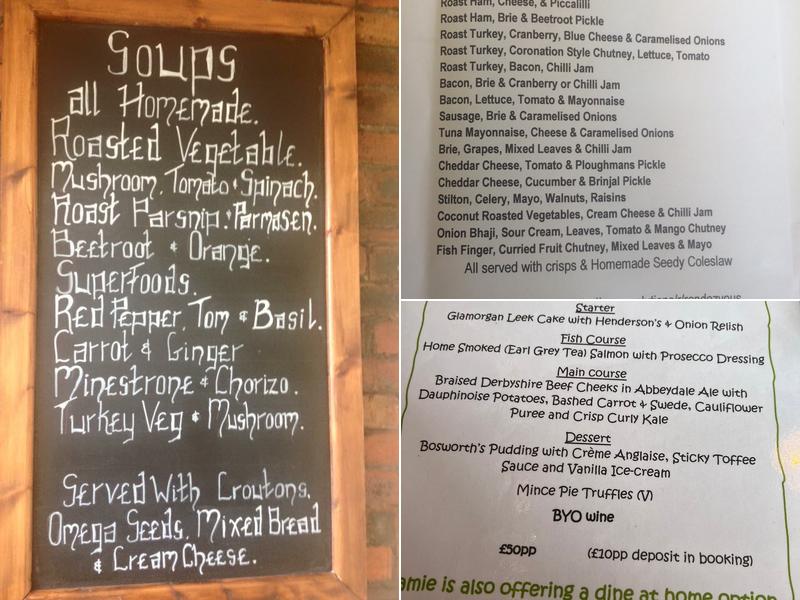 Soups
all Homemade.
Roasted Vegetable.
Mushroom, Tomato & Spinach.
Roast Parsnip & Parmasen.
Beetroot & Orange.
Superfoods.
Red Pepper, Tom & Basil.
Carrot & Ginger
Minestrone & Chorizo.
Turkey Veg & Mushroom.
Served With Croutons,
Omega Seeds, Mixed Bread
& Cream Cheese.
Roast Ham, Cheese, & Piccalilli
Roast Ham, Brie & Beetroot Pickle
Roast Turkey, Cranberry, Blue Cheese & Caramelised Onions
Roast Turkey, Coronation Style Chutney, Lettuce, Tomato
Roast Turkey, Bacon, Chilli Jam
Bacon, Brie & Cranberry or Chilli Jam
Bacon, Lettuce, Tomato & Mayonnaise
Sausage, Brie & Caramelised Onions
Tuna Mayonnaise, Cheese & Caramelised Onions
Brie, Grapes, Mixed Leaves & Chilli Jam
Cheddar Cheese, Tomato & Ploughmans Pickle
Cheddar Cheese, Cucumber & Brinjal Pickle
Stilton, Celery, Mayo, Walnuts, Raisins
Coconut Roasted Vegetables, Cream Cheese & Chilli Jam
Onion Bhaji, Sour Cream, Leaves, Tomato & Mango Chutney
Fish Finger, Curried Fruit Chutney, Mixed Leaves & Mayo
All served with crisps & Homemade Seedy Coleslaw
Starter
Glamorgan Leek Cake with Henderson's & Onion Relish
Fish Course
Home Smoked (Earl Grey Tea) Salmon with Prosecco Dressing
Main course
Braised Derbyshire Beef Cheeks in Abbeydale Ale with
Dauphinoise Potatoes, Bashed Carrot & Swede, Cauliflower
Puree and Crisp Curly Kale
Dessert
Bosworth's Pudding with Crème Anglaise, Sticky Toffee
Sauce and Vanilla Ice-cream
Mince Pie Truffles (V)
BYO wine
£50pp (£10pp deposit in booking)
amie is also offering a dine at home option